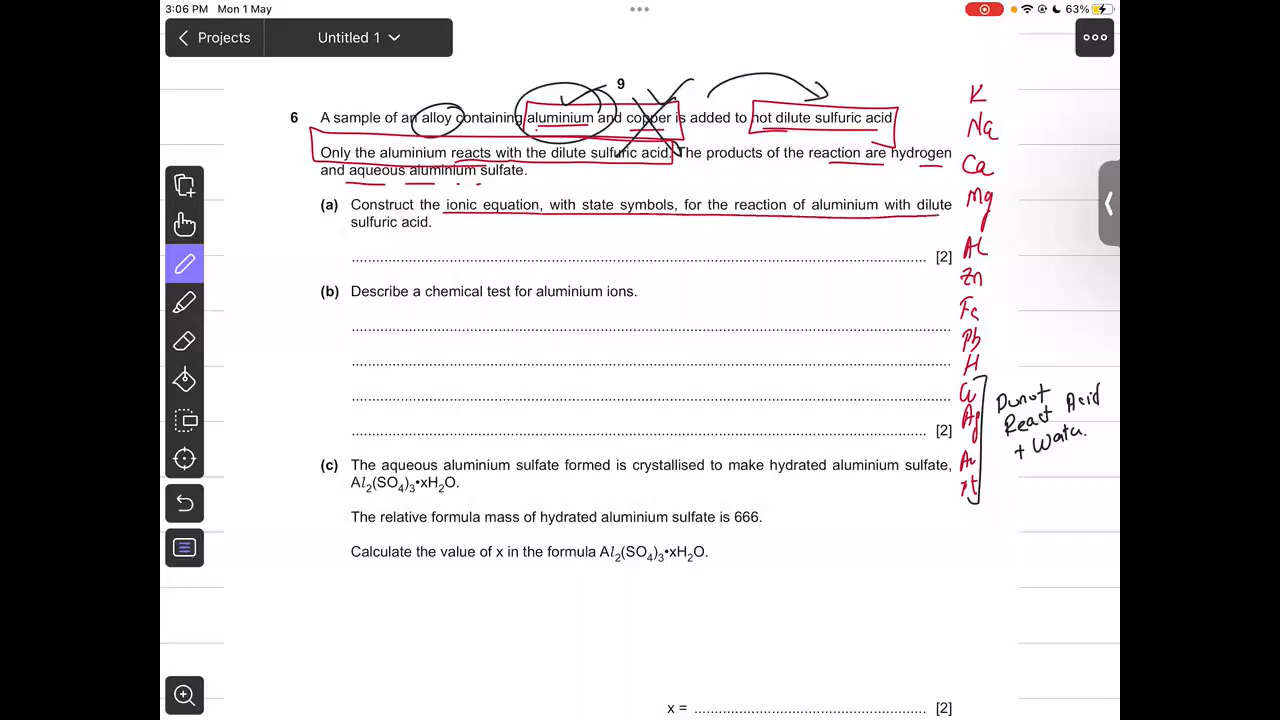 3:06 PM Mon 1 May
63%
Projects
Untitled 1
9
6 A sample of an alloy containing aluminium and copper is added to hot dilute sulfuric acid
Only the aluminium reacts with the dilute sulfuric acid. The products of the reaction are hydrogen
and aqueous aluminium sulfate.
(a) Construct the ionic equation, with state symbols, for the reaction of aluminium with dilute
sulfuric acid.
[2]
(b) Describe a chemical test for aluminium ions.
[2]
(c) The aqueous aluminium sulfate formed is crystallised to make hydrated aluminium sulfate,
Al₂(SO₄)₃•xH₂O.
The relative formula mass of hydrated aluminium sulfate is 666.
Calculate the value of x in the formula Al₂(SO₄)₃•xH₂O.
x = [2]
K
Na
Ca
Mg
Al
Zn
Fe
Pb
H
Cu
Ag
Au
Pt
Donot
React Acid
+ Water.